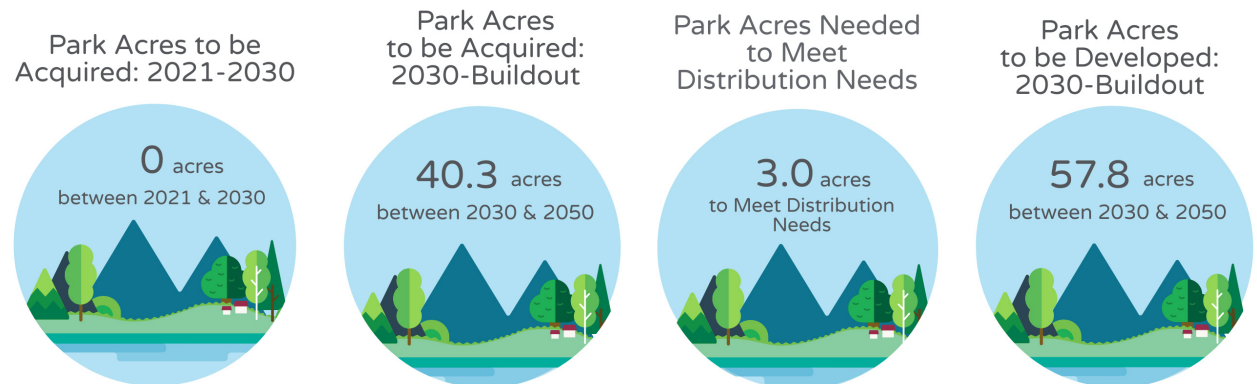 Park Acres to be
Acquired: 2021-2030
0 acres
between 2021 & 2030
Park Acres
to be Acquired:
2030-Buildout
40.3 acres
between 2030 & 2050
Park Acres Needed
to Meet
Distribution Needs
3.0 acres
to Meet Distribution
Needs
Park Acres
to be Developed:
2030-Buildout
57.8 acres
between 2030 & 2050